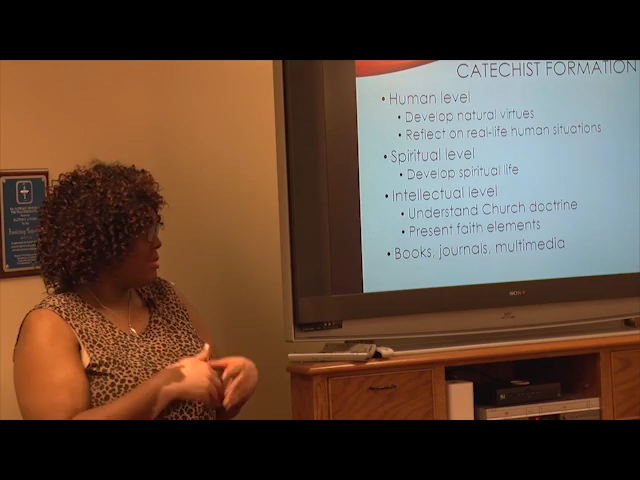 CATECHIST FORMATION
• Human level
• Develop natural virtues
• Reflect on real-life human situations
• Spiritual level
• Develop spiritual life
• Intellectual level
• Understand Church doctrine
• Present faith elements
• Books, journals, multimedia
SONY